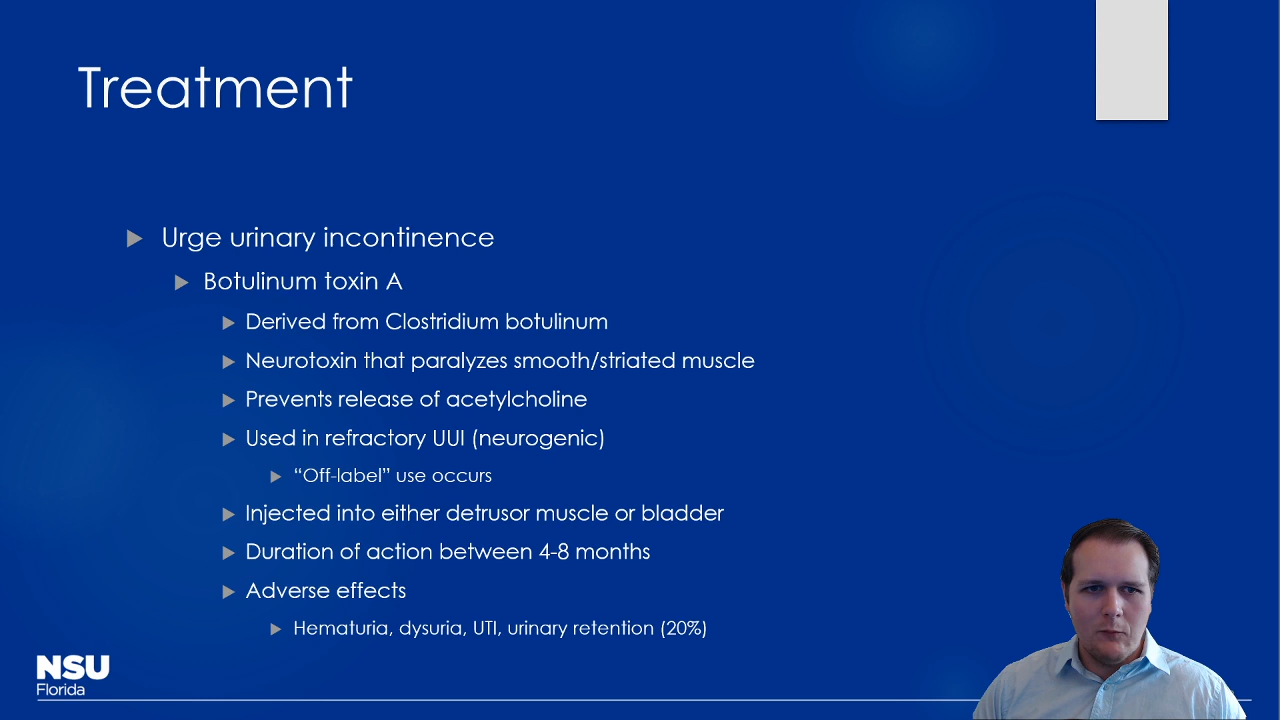 Treatment
Urge urinary incontinence
Botulinum toxin A
Derived from Clostridium botulinum
Neurotoxin that paralyzes smooth/striated muscle
Prevents release of acetylcholine
Used in refractory UUI (neurogenic)
“Off-label” use occurs
Injected into either detrusor muscle or bladder
Duration of action between 4-8 months
Adverse effects
Hematuria, dysuria, UTI, urinary retention (20%)
NSU
Florida